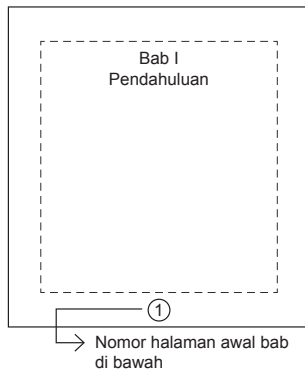 Bab I
Pendahuluan
1
Nomor halaman awal bab
di bawah